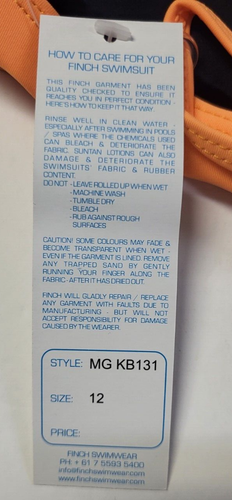 HOW TO CARE FOR YOUR
FINCH SWIMSUIT
THIS FINCH GARMENT HAS BEEN
QUALITY CHECKED TO ENSURE IT
REACHES YOU IN PERFECT CONDITION -
HERE'S HOW TO KEEP IT THAT WAY.
RINSE WELL IN CLEAN WATER -
ESPECIALLY AFTER SWIMMING IN POOLS
/ SPAS WHERE THE CHEMICALS USED
CAN BLEACH & DETERIORATE THE
FABRIC. SUNTAN LOTIONS CAN ALSO
DAMAGE & DETERIORATE THE
SWIMSUITS' FABRIC & RUBBER
CONTENT.
DO NOT - LEAVE ROLLED UP WHEN WET
- MACHINE WASH
- TUMBLE DRY
- BLEACH
- RUB AGAINST ROUGH
SURFACES
CAUTION! SOME COLOURS MAY FADE &
BECOME TRANSPARENT WHEN WET -
EVEN IF THE GARMENT IS LINED. REMOVE
ANY TRAPPED SAND BY GENTLY
RUNNING YOUR FINGER ALONG THE
FABRIC - AFTER IT HAS DRIED OUT.
FINCH WILL GLADLY REPAIR / REPLACE
ANY GARMENT WITH FAULTS DUE TO
MANUFACTURING - BUT WILL NOT
ACCEPT RESPONSIBILITY FOR DAMAGE
CAUSED BY THE WEARER.
STYLE: MG KB131
SIZE: 12
PRICE:
FINCH SWIMWEAR
PH: + 61 7 5593 5400
info@finchswimwear.com
www.finchswimwear.com